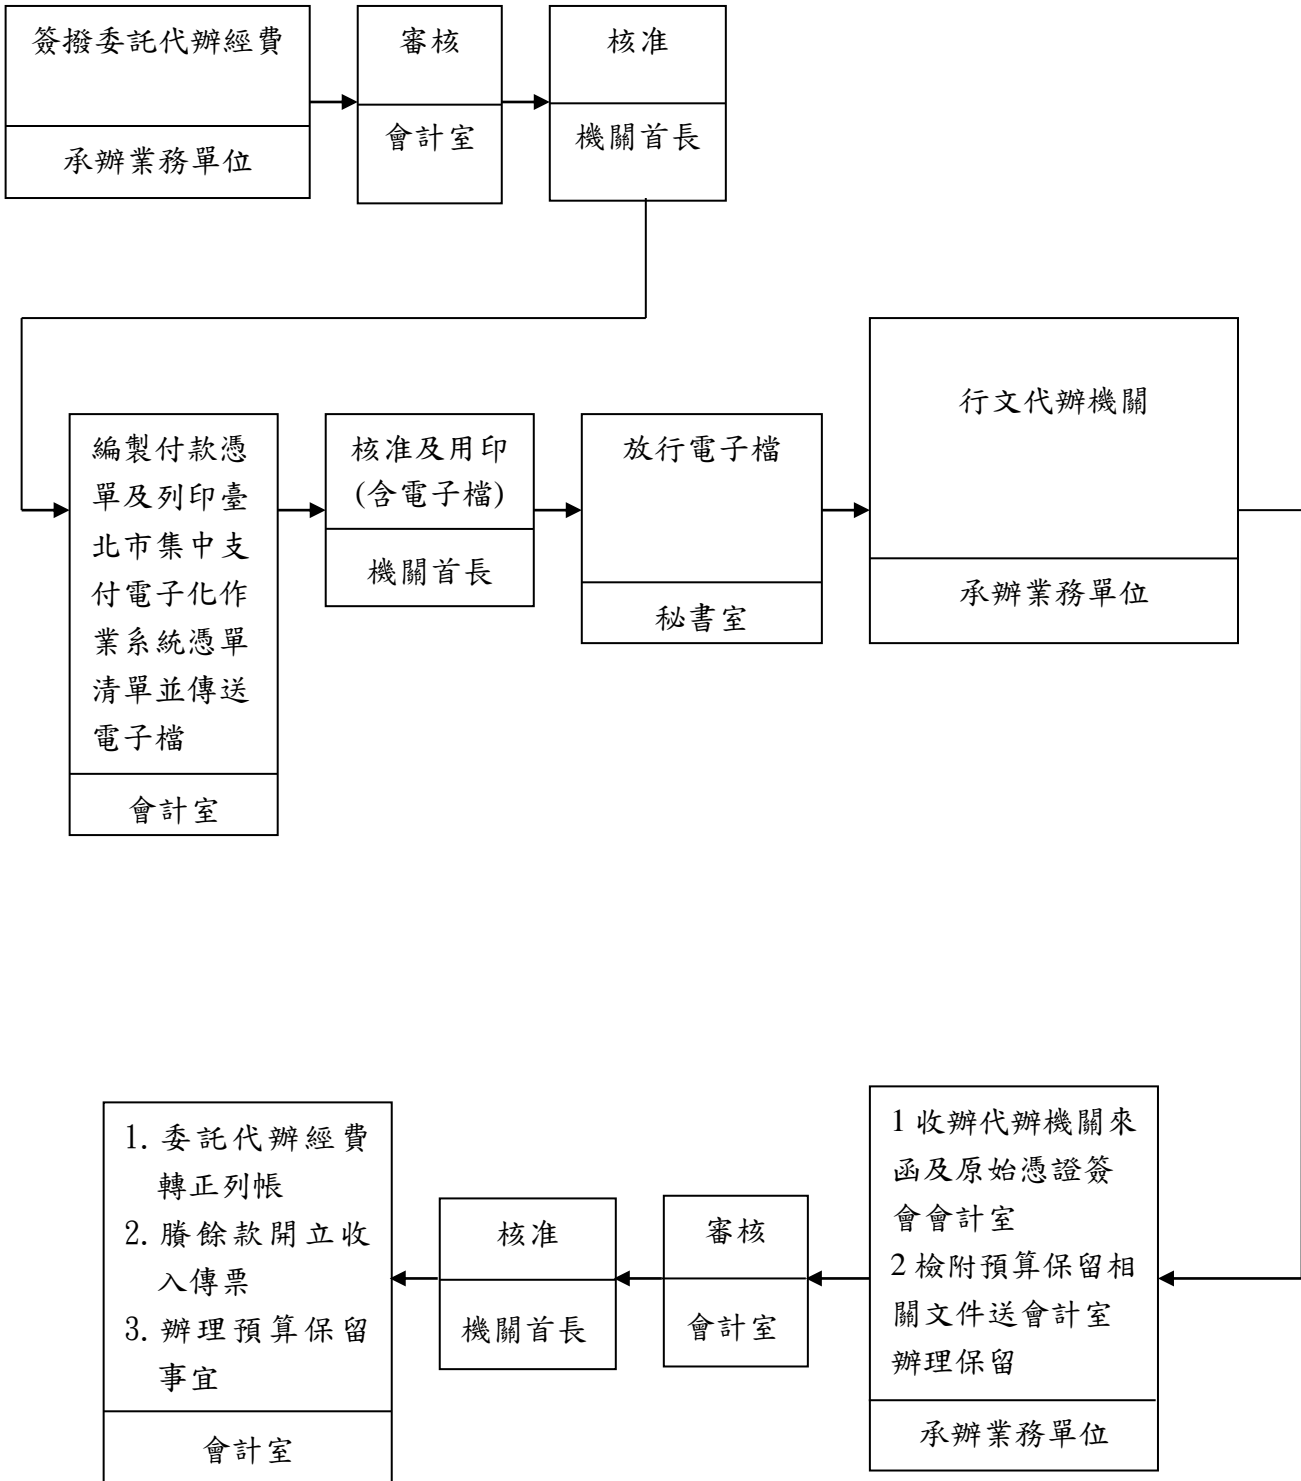 簽撥委託代辦經費
承辦業務單位
審核
會計室
核准
機關首長
編製付款憑
單及列印臺
北市集中支
付電子化作
業系統憑單
清單並傳送
電子檔
會計室
核准及用印
(含電子檔)
機關首長
放行電子檔
秘書室
行文代辦機關
承辦業務單位
1 收辦代辦機關來
函及原始憑證簽
會會計室
2 檢附預算保留相
關文件送會計室
辦理保留
承辦業務單位
審核
會計室
核准
機關首長
1. 委託代辦經費
轉正列帳
2. 賸餘款開立收
入傳票
3. 辦理預算保留
事宜
會計室